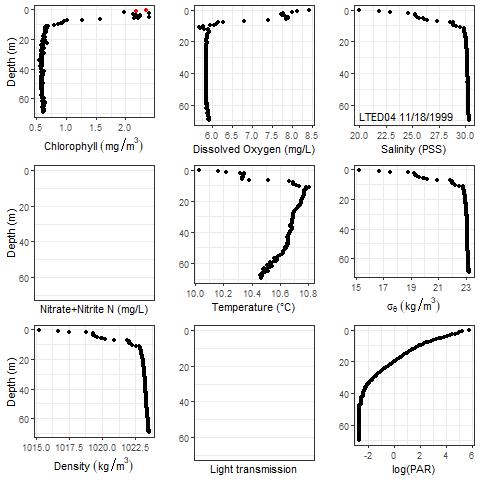 Depth (m)
0
20
40
60
0.5 1.0 1.5 2.0
Chlorophyll (mg/m³)
0
20
40
60
6.0 6.5 7.0 7.5 8.0 8.5
Dissolved Oxygen (mg/L)
0
20
40
60
LTED04 11/18/1999
20.0 22.5 25.0 27.5 30.0
Salinity (PSS)
Depth (m)
0
20
40
60
Nitrate+Nitrite N (mg/L)
0
20
40
60
10.0 10.2 10.4 10.6 10.8
Temperature (°C)
0
20
40
60
15 17 19 21 23
σθ (kg/m³)
Depth (m)
0
20
40
60
1015.0 1017.5 1020.0 1022.5
Density (kg/m³)
0
20
40
60
Light transmission
0
20
40
60
-2 0 2 4 6
log(PAR)